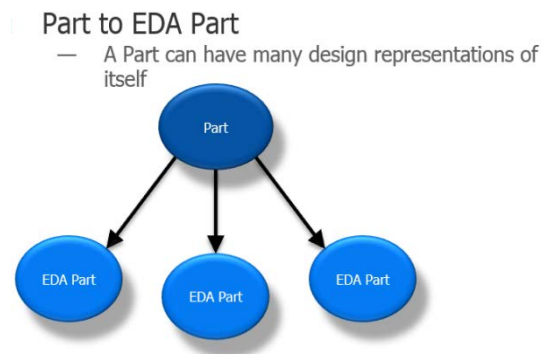 Part to EDA Part
— A Part can have many design representations of
itself
Part
EDA Part
EDA Part
EDA Part